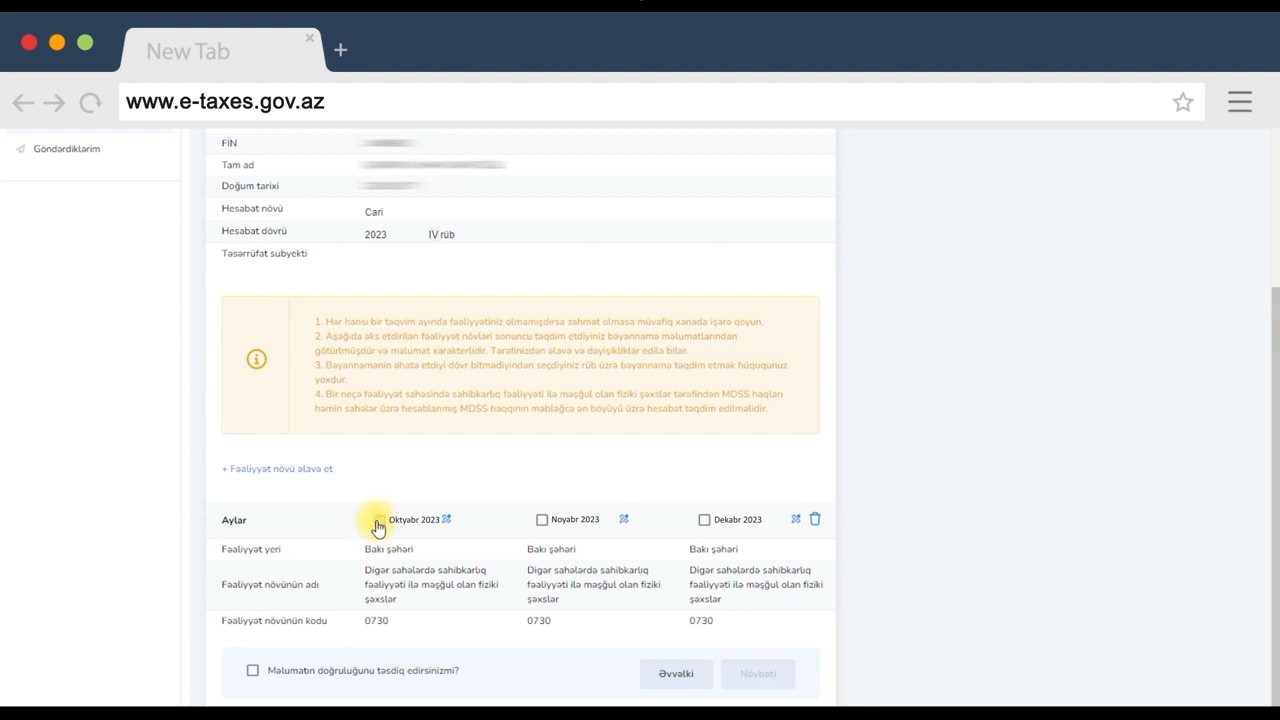 New Tab
www.e-taxes.gov.az
Göndərdiklərim
FİN
Tam ad
Doğum tarixi
Hesabat növü Cari
Hesabat dövrü 2023 IV rüb
Təsərrüfat subyekti
1. Hər hansı bir təqvim ayında fəaliyyətiniz olmamışdırsa zəhmət olmasa müvafiq xanada işarə qoyun.
2. Aşağıda əks etdirilən fəaliyyət növləri sonuncu təqdim etdiyiniz bəyannamə məlumatlarından
götürülmüşdür və məlumat xarakterlidir. Tərəfinizdən əlavə və dəyişikliklər edilə bilər.
3. Bəyannamənin əhatə etdiyi dövr bitmədiyindən seçdiyiniz rüb üzrə bəyannamə təqdim etmək hüququnuz
yoxdur.
4. Bir neçə fəaliyyət sahəsində sahibkarlıq fəaliyyəti ilə məşğul olan fiziki şəxslər tərəfindən MDSS haqları
həmin sahələr üzrə hesablanmış MDSS haqqının məbləğcə ən böyüyü üzrə hesabat təqdim edilməlidir.
+ Fəaliyyət növü əlavə et
Aylar Oktyabr 2023 Noyabr 2023 Dekabr 2023
Fəaliyyət yeri Bakı şəhəri Bakı şəhəri Bakı şəhəri
Digər sahələrdə sahibkarlıq Digər sahələrdə sahibkarlıq Digər sahələrdə sahibkarlıq
Fəaliyyət növünün adı fəaliyyəti ilə məşğul olan fiziki fəaliyyəti ilə məşğul olan fiziki fəaliyyəti ilə məşğul olan fiziki
şəxslər şəxslər şəxslər
Fəaliyyət növünün kodu 0730 0730 0730
Məlumatın doğruluğunu təsdiq edirsinizmi? Əvvəlki Növbəti